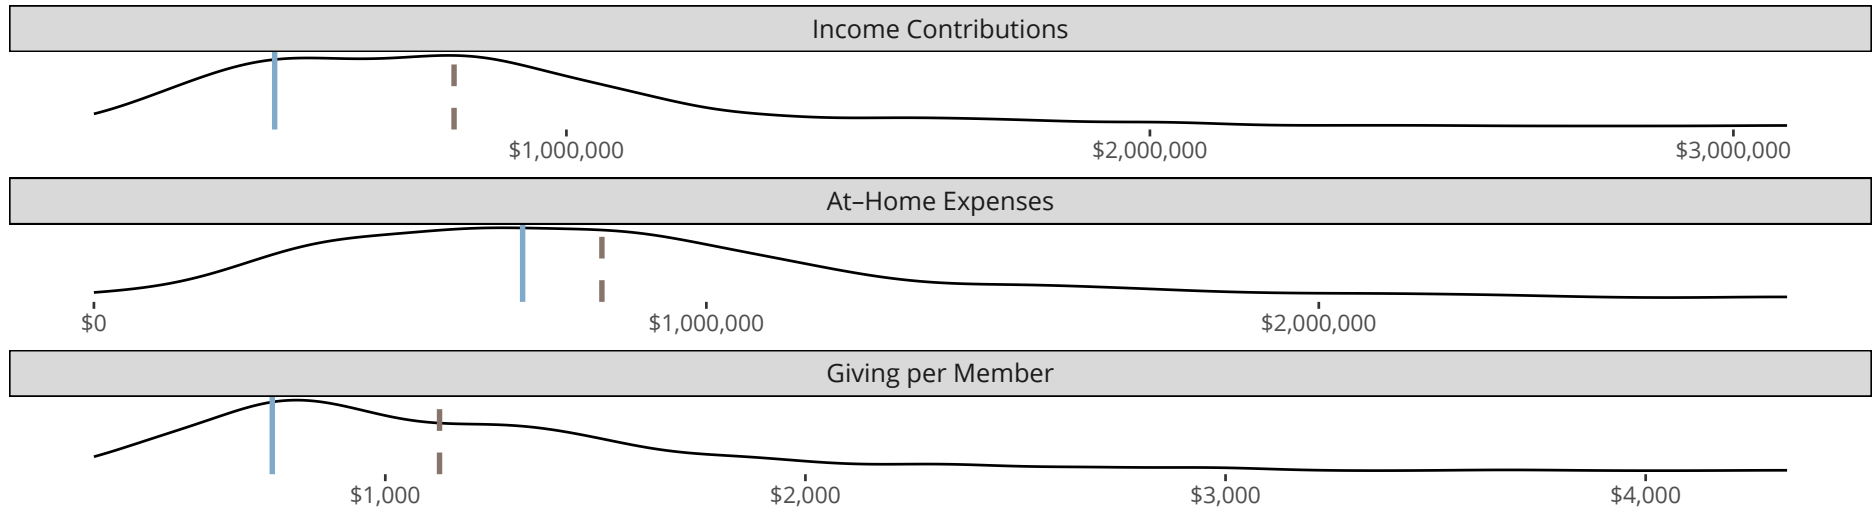 Income Contributions
$1,000,000 $2,000,000 $3,000,000
At–Home Expenses
$0 $1,000,000 $2,000,000
Giving per Member
$1,000 $2,000 $3,000 $4,000